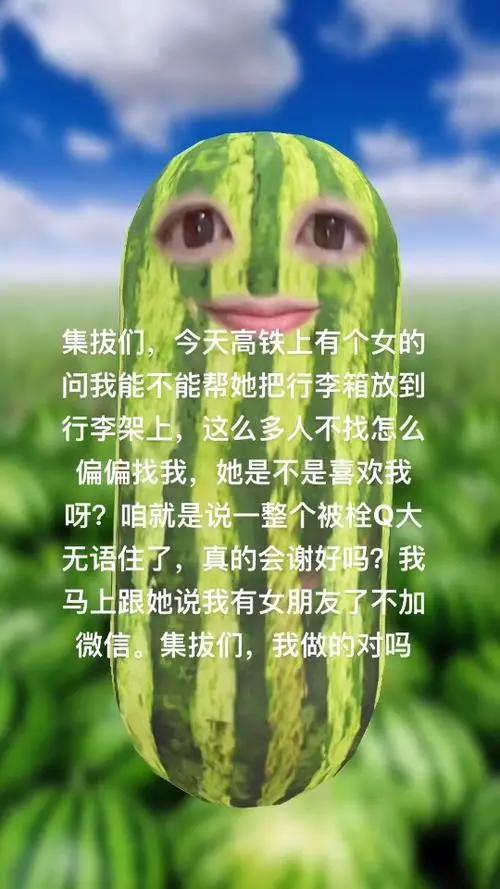 集拔们，今天高铁上有个女的
问我能不能帮她把行李箱放到
行李架上，这么多人不找怎么
偏偏找我，她是不是喜欢我
呀？咱就是说一整个被栓Q大
无语住了，真的会谢好吗？我
马上跟她说我有女朋友了不加
微信。集拔们，我做的对吗